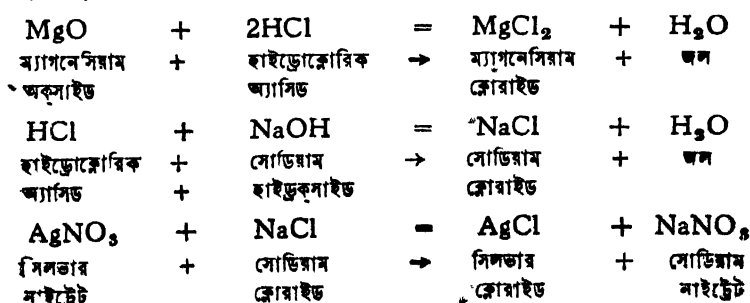 MgO + 2HCl = MgCl₂ + H₂O
ম্যাগনেসিয়াম + হাইড্রোক্লোরিক → ম্যাগনেসিয়াম + জল
অক্সাইড অ্যাসিড ক্লোরাইড
HCl + NaOH = NaCl + H₂O
হাইড্রোক্লোরিক + সোডিয়াম → সোডিয়াম + জল
অ্যাসিড + হাইড্রক্সাইড ক্লোরাইড
AgNO₃ + NaCl = AgCl + NaNO₃
সিলভার + সোডিয়াম → সিলভার + সোডিয়াম
নাইট্রেট ক্লোরাইড ক্লোরাইড নাইট্রেট